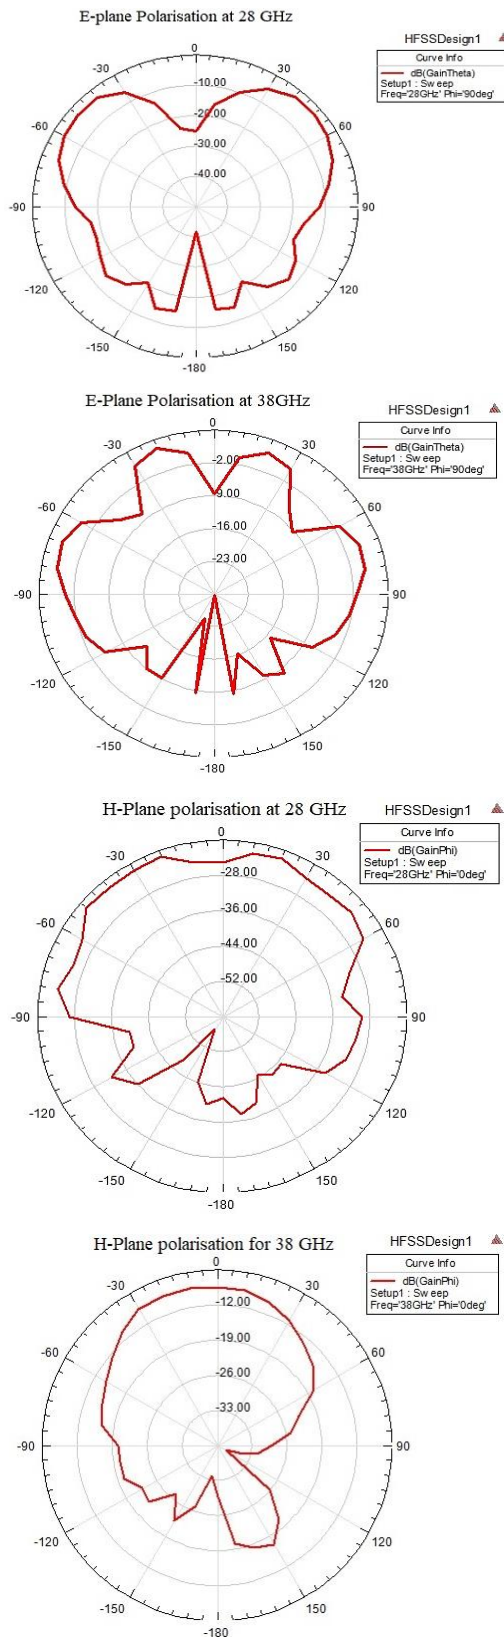 E-plane Polarisation at 28 GHz
HFSSDesign1
Curve Info
dB(GainTheta)
Setup1 : Sweep
Freq='28GHz' Phi='90deg'
0
-30
30
-10.00
-20.00
-60
60
-30.00
-40.00
-90
90
-120
120
-150
150
-180
E-Plane Polarisation at 38GHz
HFSSDesign1
Curve Info
dB(GainTheta)
Setup1 : Sweep
Freq='38GHz' Phi='90deg'
0
-30
30
-2.00
-9.00
-60
60
-16.00
-23.00
-90
90
-120
120
-150
150
-180
H-Plane polarisation at 28 GHz
HFSSDesign1
Curve Info
dB(GainPhi)
Setup1 : Sweep
Freq='28GHz' Phi='0deg'
0
-30
30
-28.00
-36.00
-60
60
-44.00
-52.00
-90
90
-120
120
-150
150
-180
H-Plane polarisation for 38 GHz
HFSSDesign1
Curve Info
dB(GainPhi)
Setup1 : Sweep
Freq='38GHz' Phi='0deg'
0
-30
30
-12.00
-19.00
-60
60
-26.00
-33.00
-90
90
-120
120
-150
150
-180